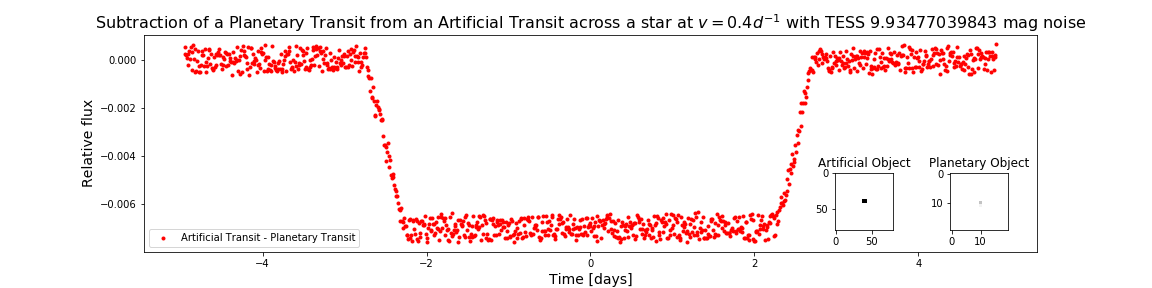 Subtraction of a Planetary Transit from an Artificial Transit across a star at v = 0.4d⁻¹ with TESS 9.93477039843 mag noise
Relative flux
0.000
−0.002
−0.004
−0.006
Artificial Transit - Planetary Transit
−4
−2
0
2
4
Time [days]
Artificial Object
0
50
0
50
Planetary Object
0
10
0
10